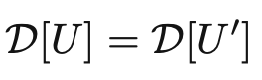 𝒟[U] = 𝒟[U′]